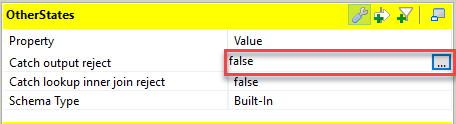 OtherStates
Property Value
Catch output reject false ...
Catch lookup inner join reject false
Schema Type Built-In